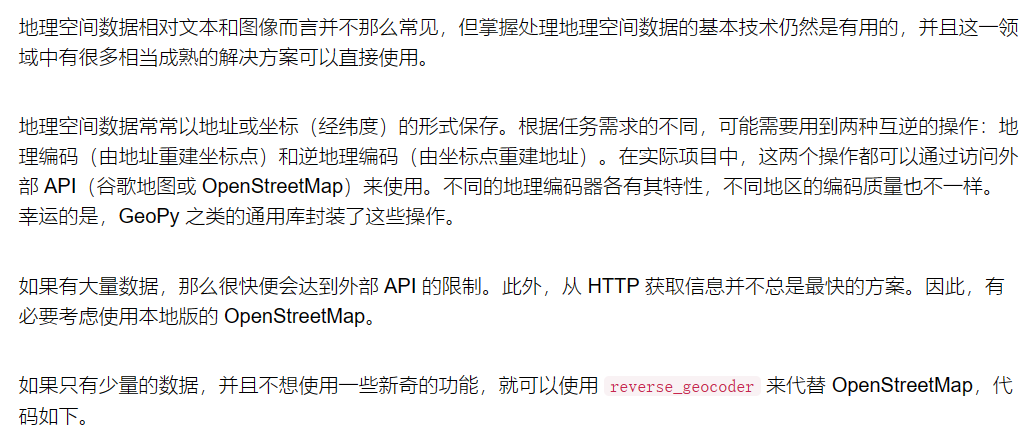 地理空间数据相对文本和图像而言并不那么常见，但掌握处理地理空间数据的基本技术仍然是有用的，并且这一领
域中有很多相当成熟的解决方案可以直接使用。
地理空间数据常常以地址或坐标（经纬度）的形式保存。根据任务需求的不同，可能需要用到两种互逆的操作：地
理编码（由地址重建坐标点）和逆地理编码（由坐标点重建地址）。在实际项目中，这两个操作都可以通过访问外
部 API（谷歌地图或 OpenStreetMap）来使用。不同的地理编码器各有其特性，不同地区的编码质量也不一样。
幸运的是，GeoPy 之类的通用库封装了这些操作。
如果有大量数据，那么很快便会达到外部 API 的限制。此外，从 HTTP 获取信息并不总是最快的方案。因此，有
必要考虑使用本地版的 OpenStreetMap。
如果只有少量的数据，并且不想使用一些新奇的功能，就可以使用 reverse_geocoder 来代替 OpenStreetMap，代
码如下。